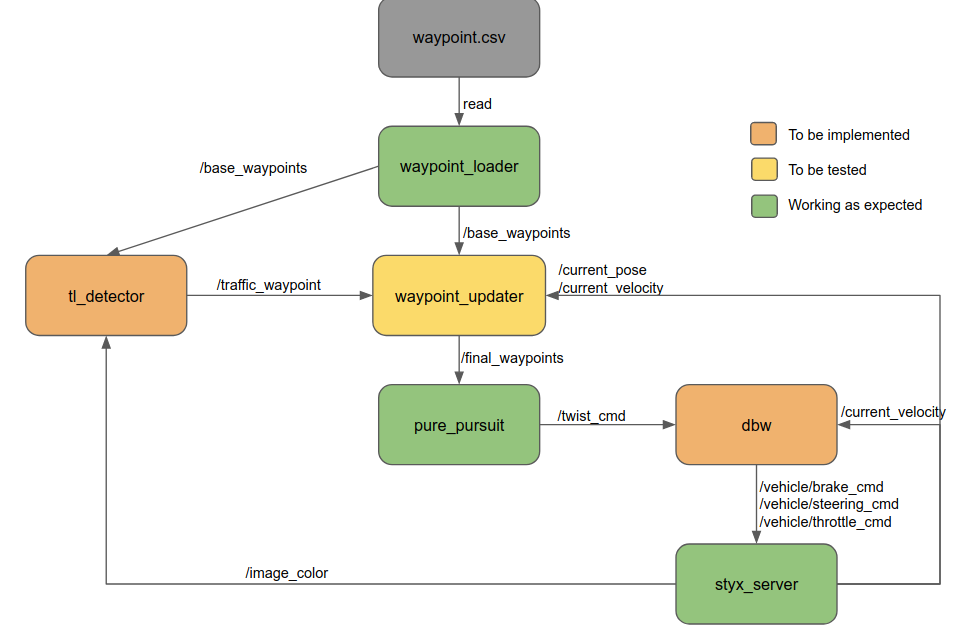 waypoint.csv
read
To be implemented
To be tested
Working as expected
waypoint_loader
/base_waypoints
/base_waypoints
/current_pose
/current_velocity
tl_detector
/traffic_waypoint
waypoint_updater
/final_waypoints
pure_pursuit
/twist_cmd
dbw
/current_velocity
/vehicle/brake_cmd
/vehicle/steering_cmd
/vehicle/throttle_cmd
/image_color
styx_server